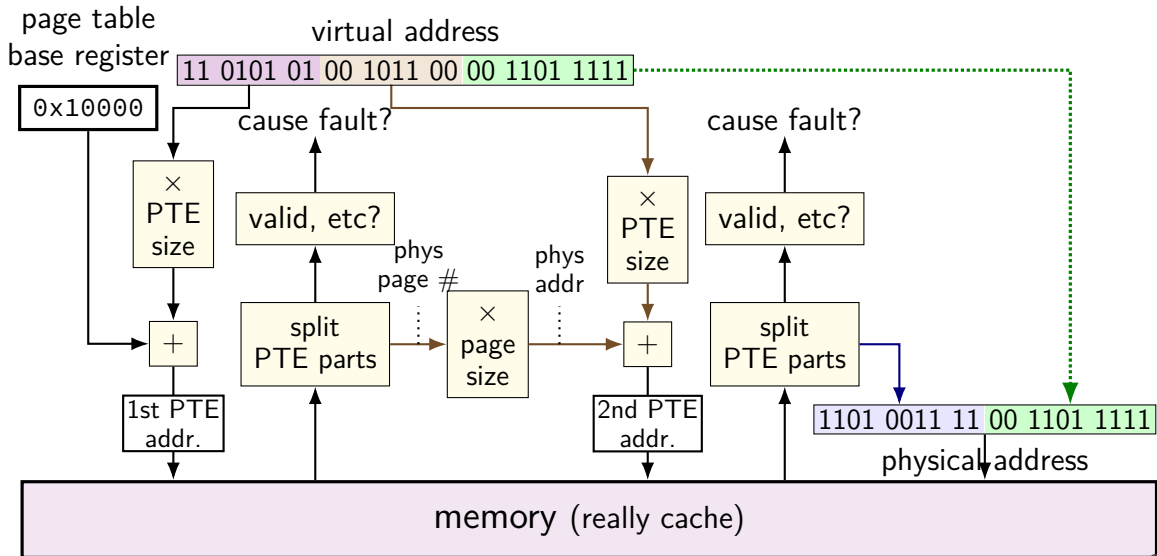 page table
base register
virtual address
11 0101 01 00 1011 00 00 1101 1111
0x10000
cause fault?
cause fault?
×
PTE
size
valid, etc?
×
PTE
size
valid, etc?
phys
page #
phys
addr
+
split
PTE parts
×
page
size
+
split
PTE parts
1st PTE
addr.
2nd PTE
addr.
1101 0011 11 00 1101 1111
physical address
memory (really cache)